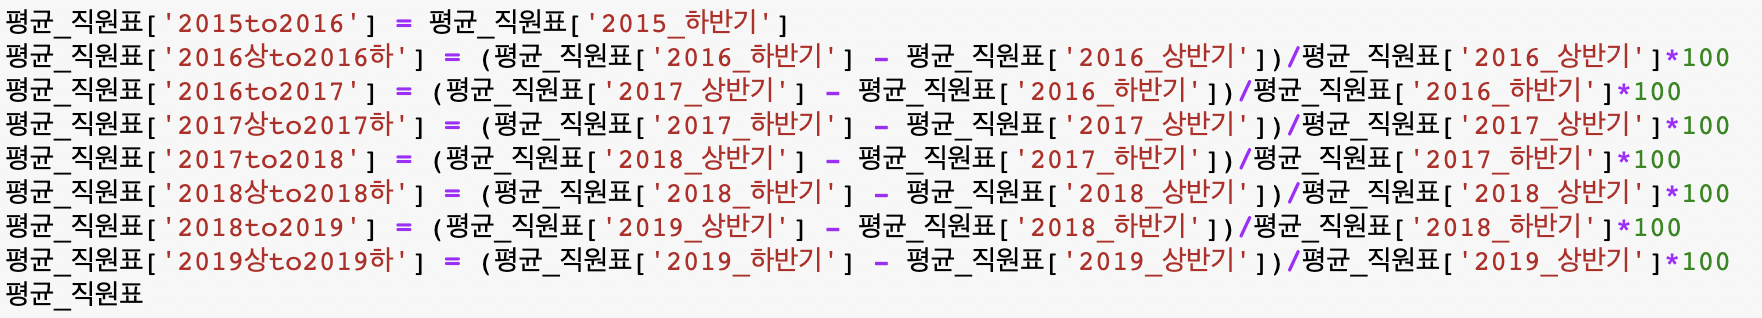 평균_직원표['2015to2016'] = 평균_직원표['2015_하반기']
평균_직원표['2016상to2016하'] = (평균_직원표['2016_하반기'] - 평균_직원표['2016_상반기'])/평균_직원표['2016_상반기']*100
평균_직원표['2016to2017'] = (평균_직원표['2017_상반기'] - 평균_직원표['2016_하반기'])/평균_직원표['2016_하반기']*100
평균_직원표['2017상to2017하'] = (평균_직원표['2017_하반기'] - 평균_직원표['2017_상반기'])/평균_직원표['2017_상반기']*100
평균_직원표['2017to2018'] = (평균_직원표['2018_상반기'] - 평균_직원표['2017_하반기'])/평균_직원표['2017_하반기']*100
평균_직원표['2018상to2018하'] = (평균_직원표['2018_하반기'] - 평균_직원표['2018_상반기'])/평균_직원표['2018_상반기']*100
평균_직원표['2018to2019'] = (평균_직원표['2019_상반기'] - 평균_직원표['2018_하반기'])/평균_직원표['2018_하반기']*100
평균_직원표['2019상to2019하'] = (평균_직원표['2019_하반기'] - 평균_직원표['2019_상반기'])/평균_직원표['2019_상반기']*100
평균_직원표